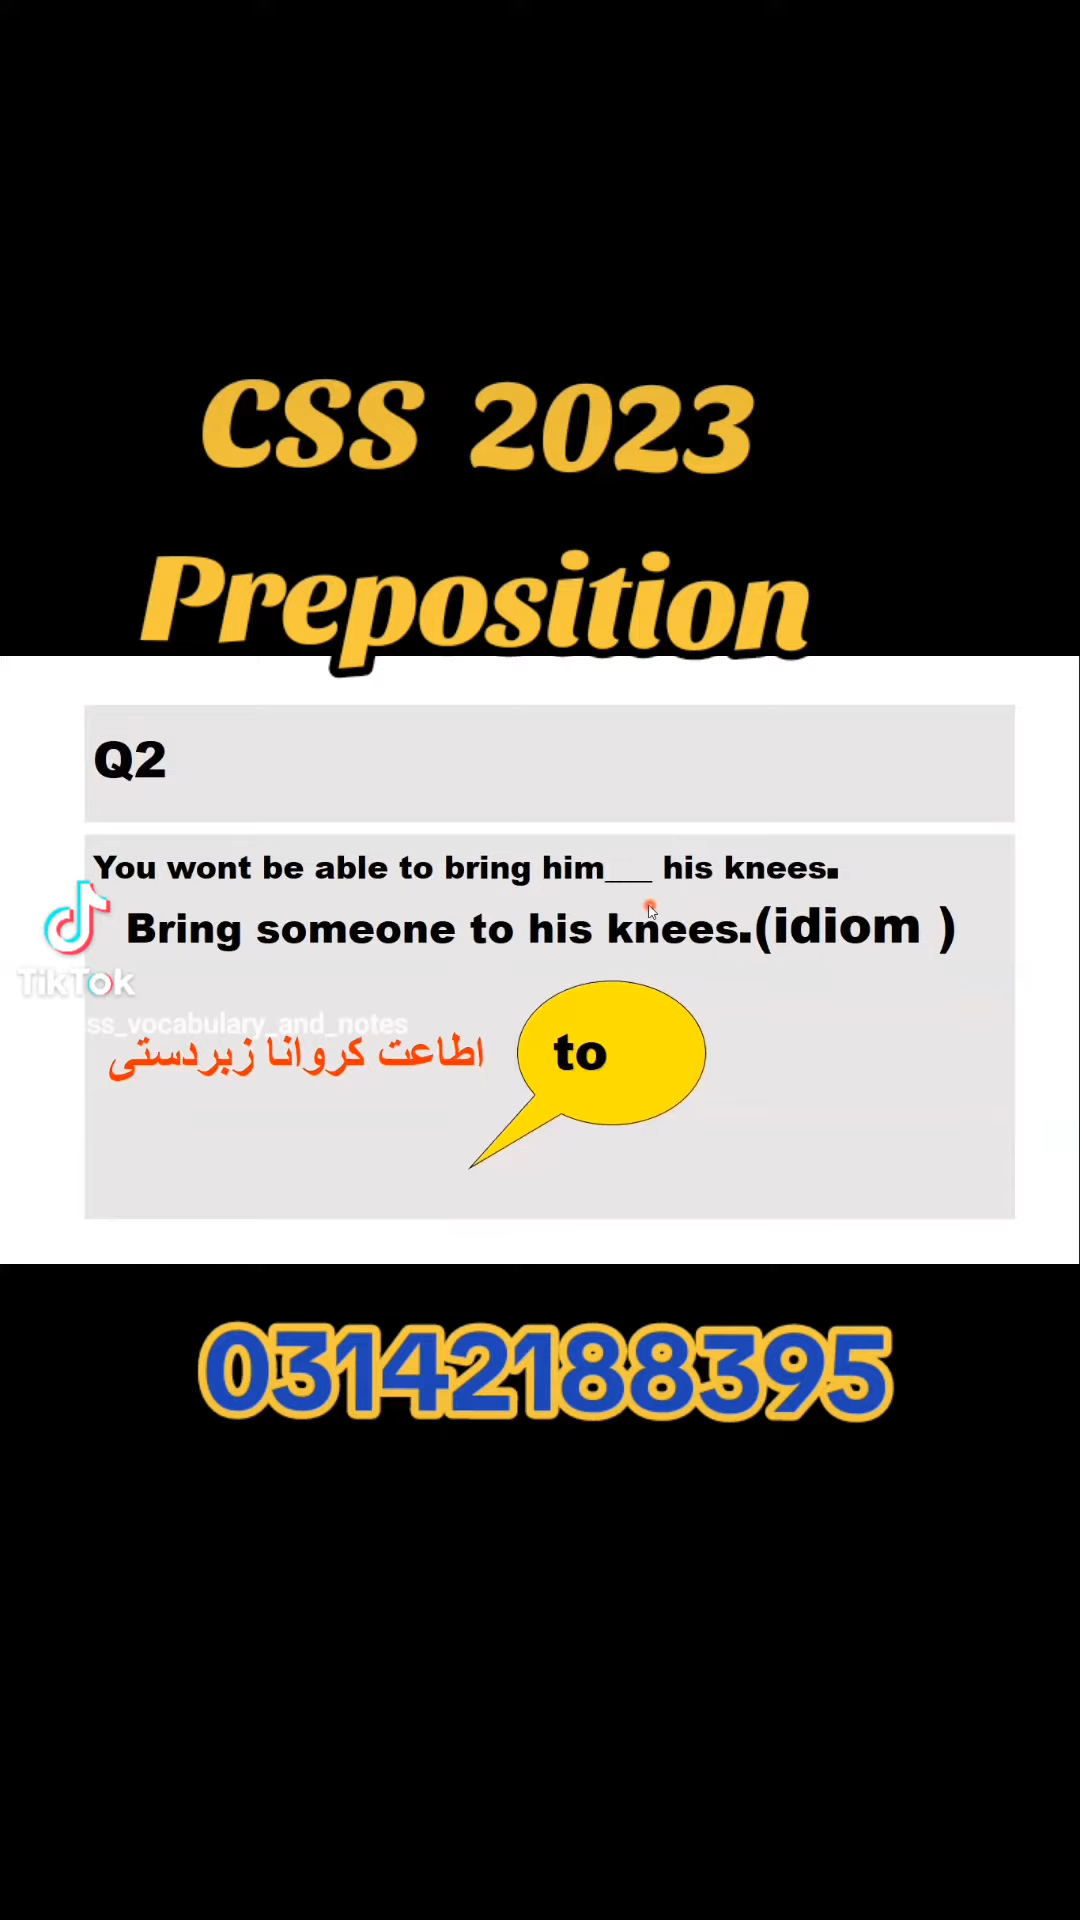 CSS 2023
Preposition
Q2
You wont be able to bring him___ his knees.
Bring someone to his knees.(idiom )
TikTok
ss_vocabulary_and_notes
اطاعت کروانا زبردستی
to
03142188395